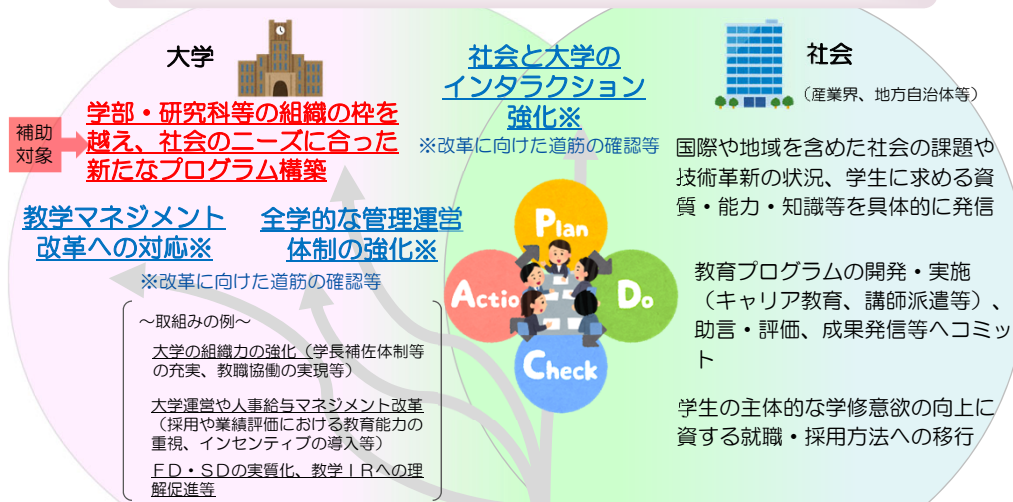 大学
学部・研究科等の組織の枠を
越え、社会のニーズに合った
新たなプログラム構築
補助
対象
教学マネジメント
改革への対応※
全学的な管理運営
体制の強化※
※改革に向けた道筋の確認等
～取組みの例～
大学の組織力の強化（学長補佐体制等
の充実、教職協働の実現等）
大学運営や人事給与マネジメント改革
（採用や業績評価における教育能力の
重視、インセンティブの導入等）
ＦＤ・ＳＤの実質化、教学ＩＲへの理
解促進等
社会と大学の
インタラクション
強化※
※改革に向けた道筋の確認等
Plan
Actio
Do
Check
社会
（産業界、地方自治体等）
国際や地域を含めた社会の課題や
技術革新の状況、学生に求める資
質・能力・知識等を具体的に発信
教育プログラムの開発・実施
（キャリア教育、講師派遣等）、
助言・評価、成果発信等へコミッ
ト
学生の主体的な学修意欲の向上に
資する就職・採用方法への移行